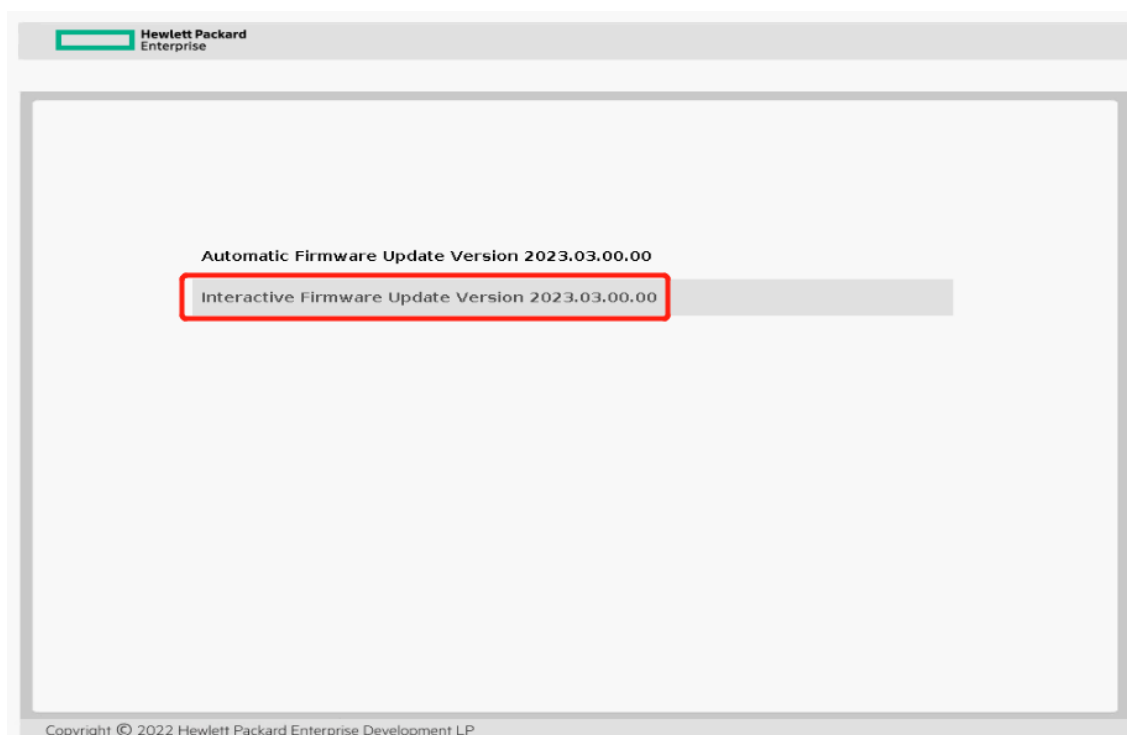 Hewlett Packard
Enterprise
Automatic Firmware Update Version 2023.03.00.00
Interactive Firmware Update Version 2023.03.00.00
Copyright © 2022 Hewlett Packard Enterprise Development LP